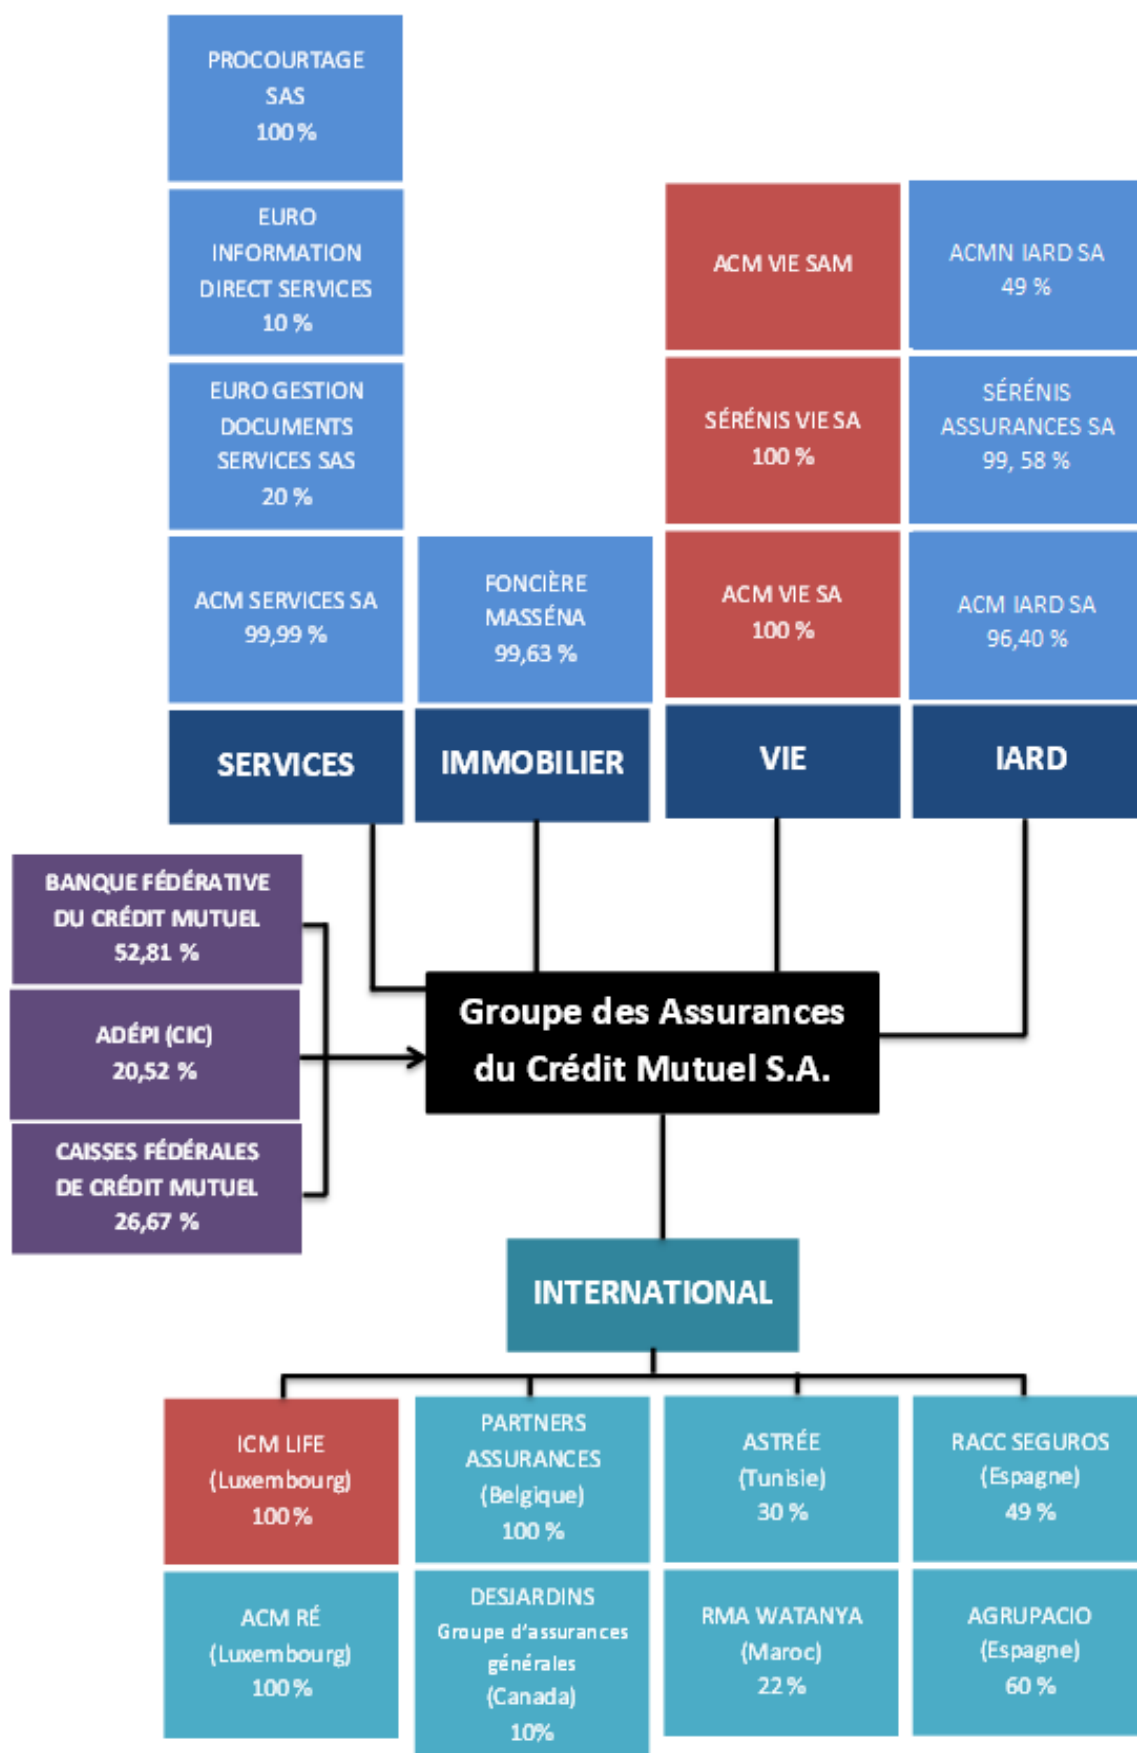 PROCOURTAGE
SAS
100 %
EURO
INFORMATION
DIRECT SERVICES
10 %
EURO GESTION
DOCUMENTS
SERVICES SAS
20 %
ACM SERVICES SA
99,99 %
SERVICES
FONCIÈRE
MASSÉNA
99,63 %
IMMOBILIER
ACM VIE SAM
SÉRÉNIS VIE SA
100 %
ACM VIE SA
100 %
VIE
ACMN IARD SA
49 %
SÉRÉNIS
ASSURANCES SA
99, 58 %
ACM IARD SA
96,40 %
IARD
BANQUE FÉDÉRATIVE
DU CRÉDIT MUTUEL
52,81 %
ADÉPI (CIC)
20,52 %
CAISSES FÉDÉRALES
DE CRÉDIT MUTUEL
26,67 %
Groupe des Assurances
du Crédit Mutuel S.A.
INTERNATIONAL
ICM LIFE
(Luxembourg)
100 %
ACM RÉ
(Luxembourg)
100 %
PARTNERS
ASSURANCES
(Belgique)
100 %
DESJARDINS
Groupe d'assurances
générales
(Canada)
10%
ASTRÉE
(Tunisie)
30 %
RMA WATANYA
(Maroc)
22 %
RACC SEGUROS
(Espagne)
49 %
AGRUPACIO
(Espagne)
60 %